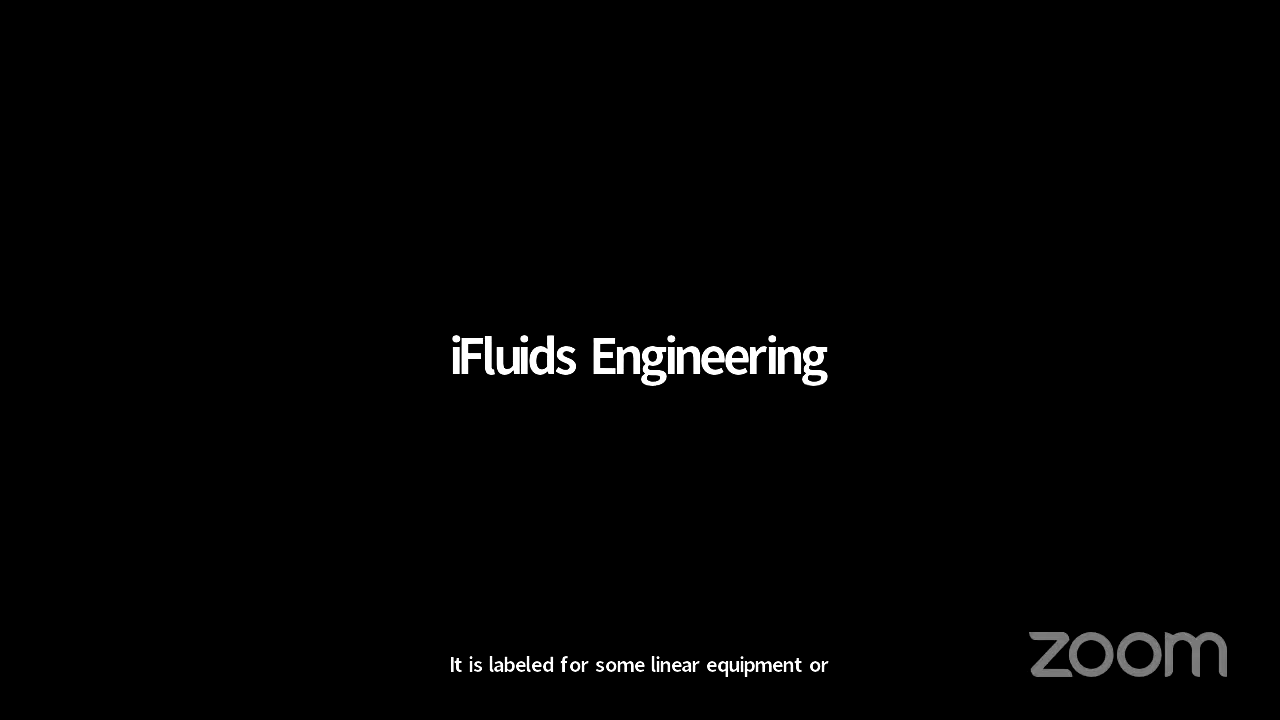 iFluids Engineering
It is labeled for some linear equipment or
zoom